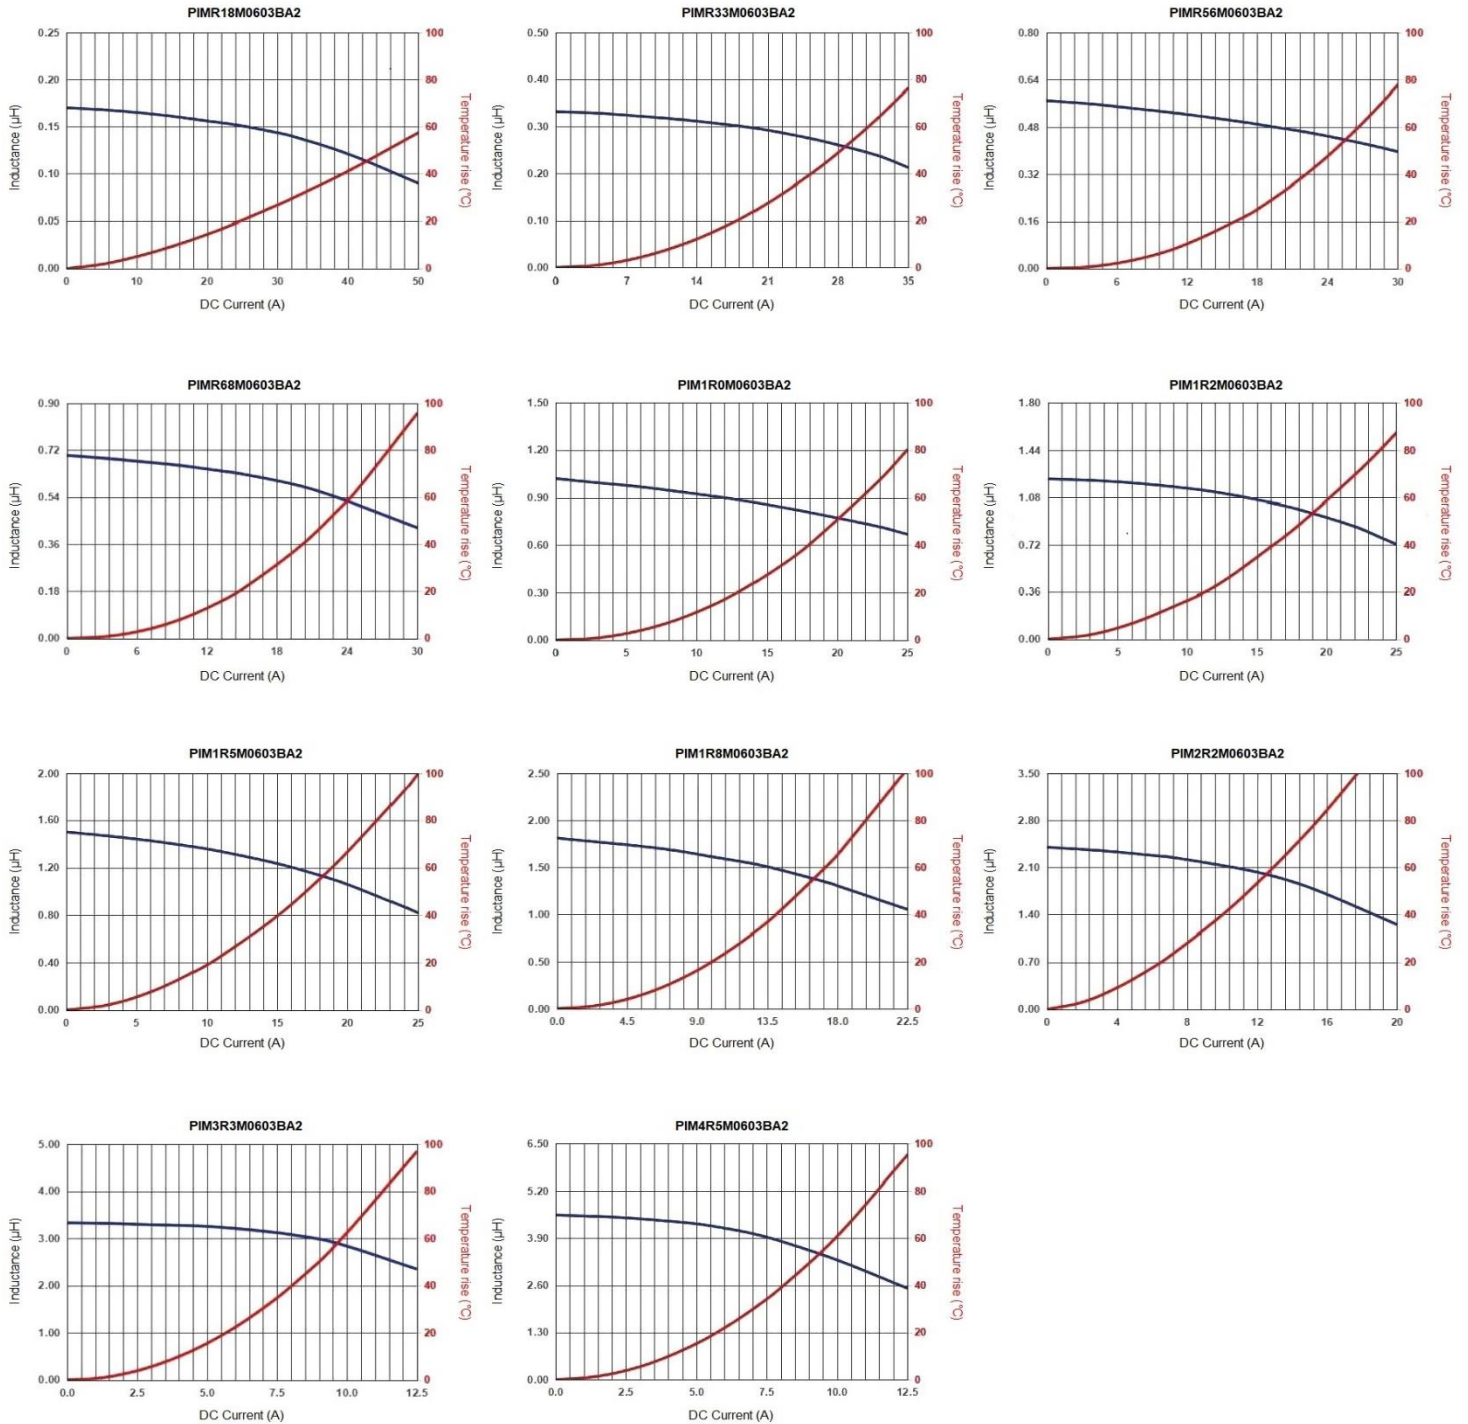 PIMR18M0603BA2
0.25
0.20
0.15
0.10
0.05
0.00
Inductance (µH)
100
80
60
40
20
0
Temperature rise (°C)
0 10 20 30 40 50
DC Current (A)
PIMR33M0603BA2
0.50
0.40
0.30
0.20
0.10
0.00
Inductance (µH)
100
80
60
40
20
0
Temperature rise (°C)
0 7 14 21 28 35
DC Current (A)
PIMR56M0603BA2
0.80
0.64
0.48
0.32
0.16
0.00
Inductance (µH)
100
80
60
40
20
0
Temperature rise (°C)
0 6 12 18 24 30
DC Current (A)
PIMR68M0603BA2
0.90
0.72
0.54
0.36
0.18
0.00
Inductance (µH)
100
80
60
40
20
0
Temperature rise (°C)
0 6 12 18 24 30
DC Current (A)
PIM1R0M0603BA2
1.50
1.20
0.90
0.60
0.30
0.00
Inductance (µH)
100
80
60
40
20
0
Temperature rise (°C)
0 5 10 15 20 25
DC Current (A)
PIM1R2M0603BA2
1.80
1.44
1.08
0.72
0.36
0.00
Inductance (µH)
100
80
60
40
20
0
Temperature rise (°C)
0 5 10 15 20 25
DC Current (A)
PIM1R5M0603BA2
2.00
1.60
1.20
0.80
0.40
0.00
Inductance (µH)
100
80
60
40
20
0
Temperature rise (°C)
0 5 10 15 20 25
DC Current (A)
PIM1R8M0603BA2
2.50
2.00
1.50
1.00
0.50
0.00
Inductance (µH)
100
80
60
40
20
0
Temperature rise (°C)
0.0 4.5 9.0 13.5 18.0 22.5
DC Current (A)
PIM2R2M0603BA2
3.50
2.80
2.10
1.40
0.70
0.00
Inductance (µH)
100
80
60
40
20
0
Temperature rise (°C)
0 4 8 12 16 20
DC Current (A)
PIM3R3M0603BA2
5.00
4.00
3.00
2.00
1.00
0.00
Inductance (µH)
100
80
60
40
20
0
Temperature rise (°C)
0.0 2.5 5.0 7.5 10.0 12.5
DC Current (A)
PIM4R5M0603BA2
6.50
5.20
3.90
2.60
1.30
0.00
Inductance (µH)
100
80
60
40
20
0
Temperature rise (°C)
0.0 2.5 5.0 7.5 10.0 12.5
DC Current (A)